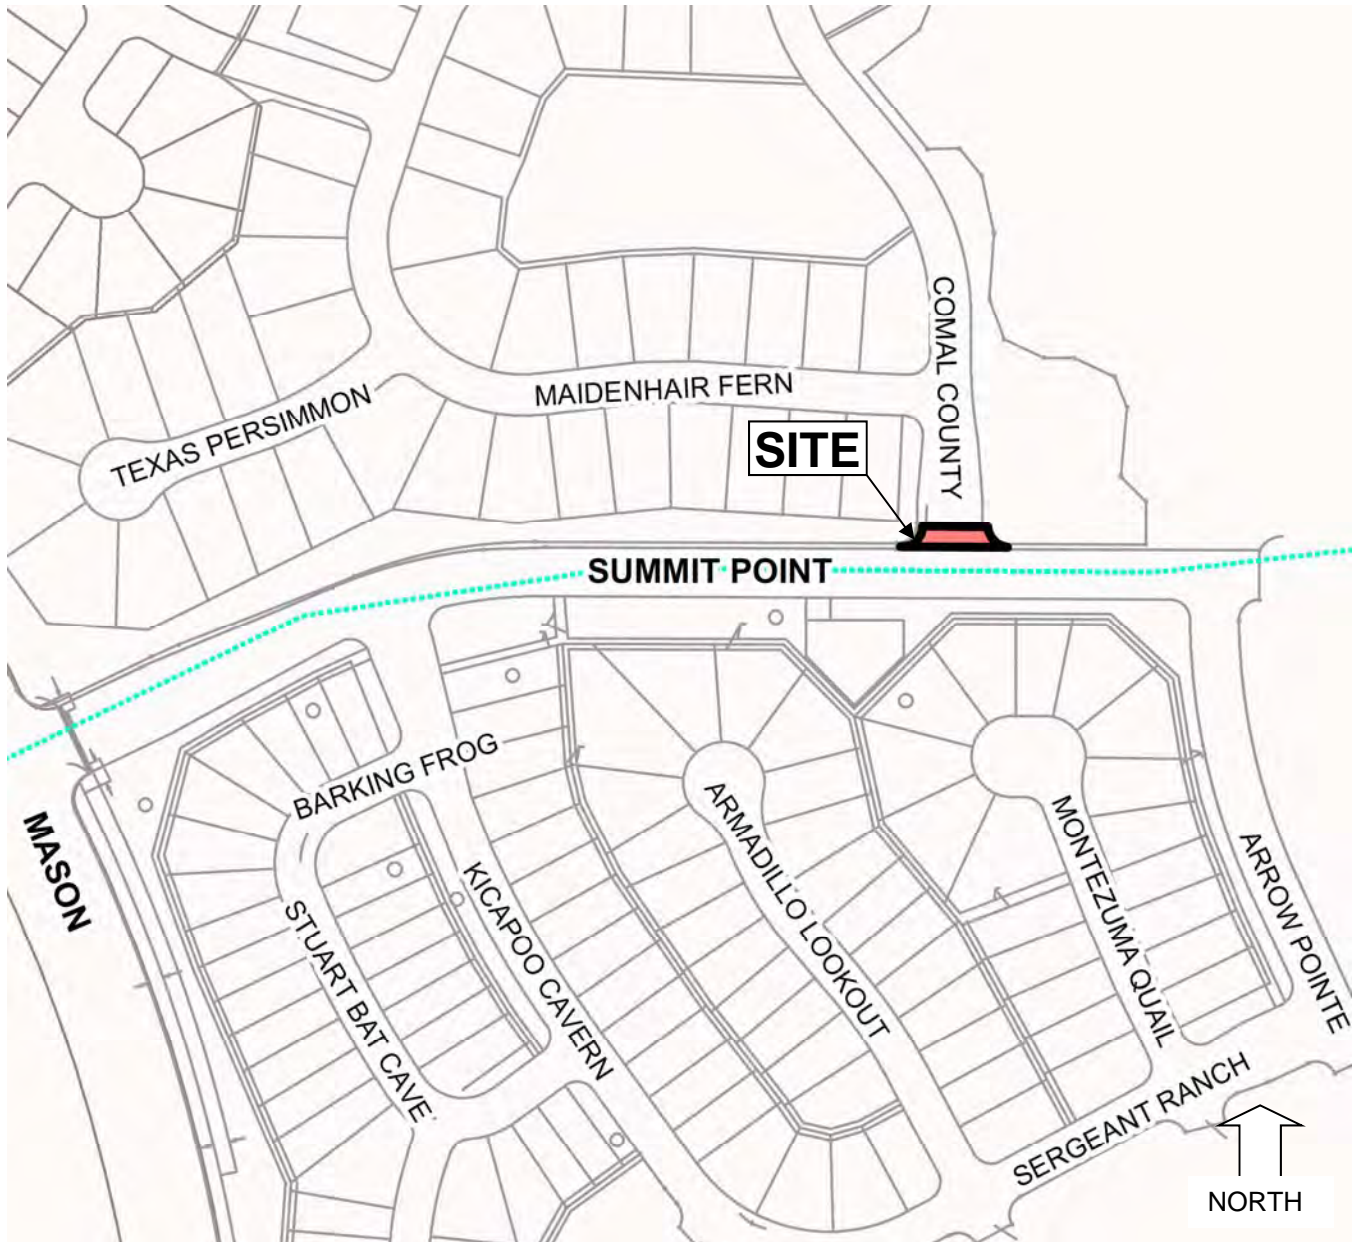 COMAL COUNTY
MAIDENHAIR FERN
TEXAS PERSIMMON
SITE
SUMMIT POINT
BARKING FROG
MASON
STUART BAT CAVE
KICAPOO CAVERN
ARMADILLO LOOKOUT
MONTEZUMA QUAIL
ARROW POINTE
SERGEANT RANCH
NORTH